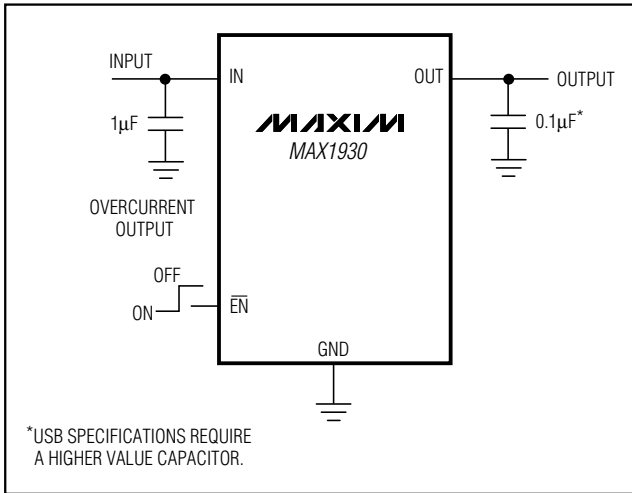 INPUT
IN
OUT
OUTPUT
1μF
MAXIM
MAX1930
0.1μF*
OVERCURRENT
OUTPUT
OFF
ON
EN
GND
*USB SPECIFICATIONS REQUIRE
A HIGHER VALUE CAPACITOR.